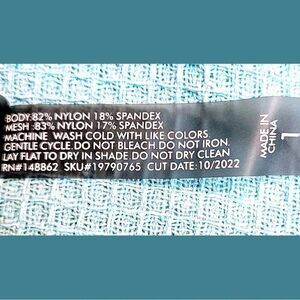 BODY:82% NYLON 18% SPANDEX
MESH :83% NYLON 17% SPANDEX
MACHINE WASH COLD WITH LIKE COLORS.
GENTLE CYCLE.DO NOT BLEACH.DO NOT IRON.
LAY FLAT TO DRY IN SHADE.DO NOT DRY CLEAN
RN#148862 SKU#19790765 CUT DATE:10/2022
MADE IN
CHINA
1